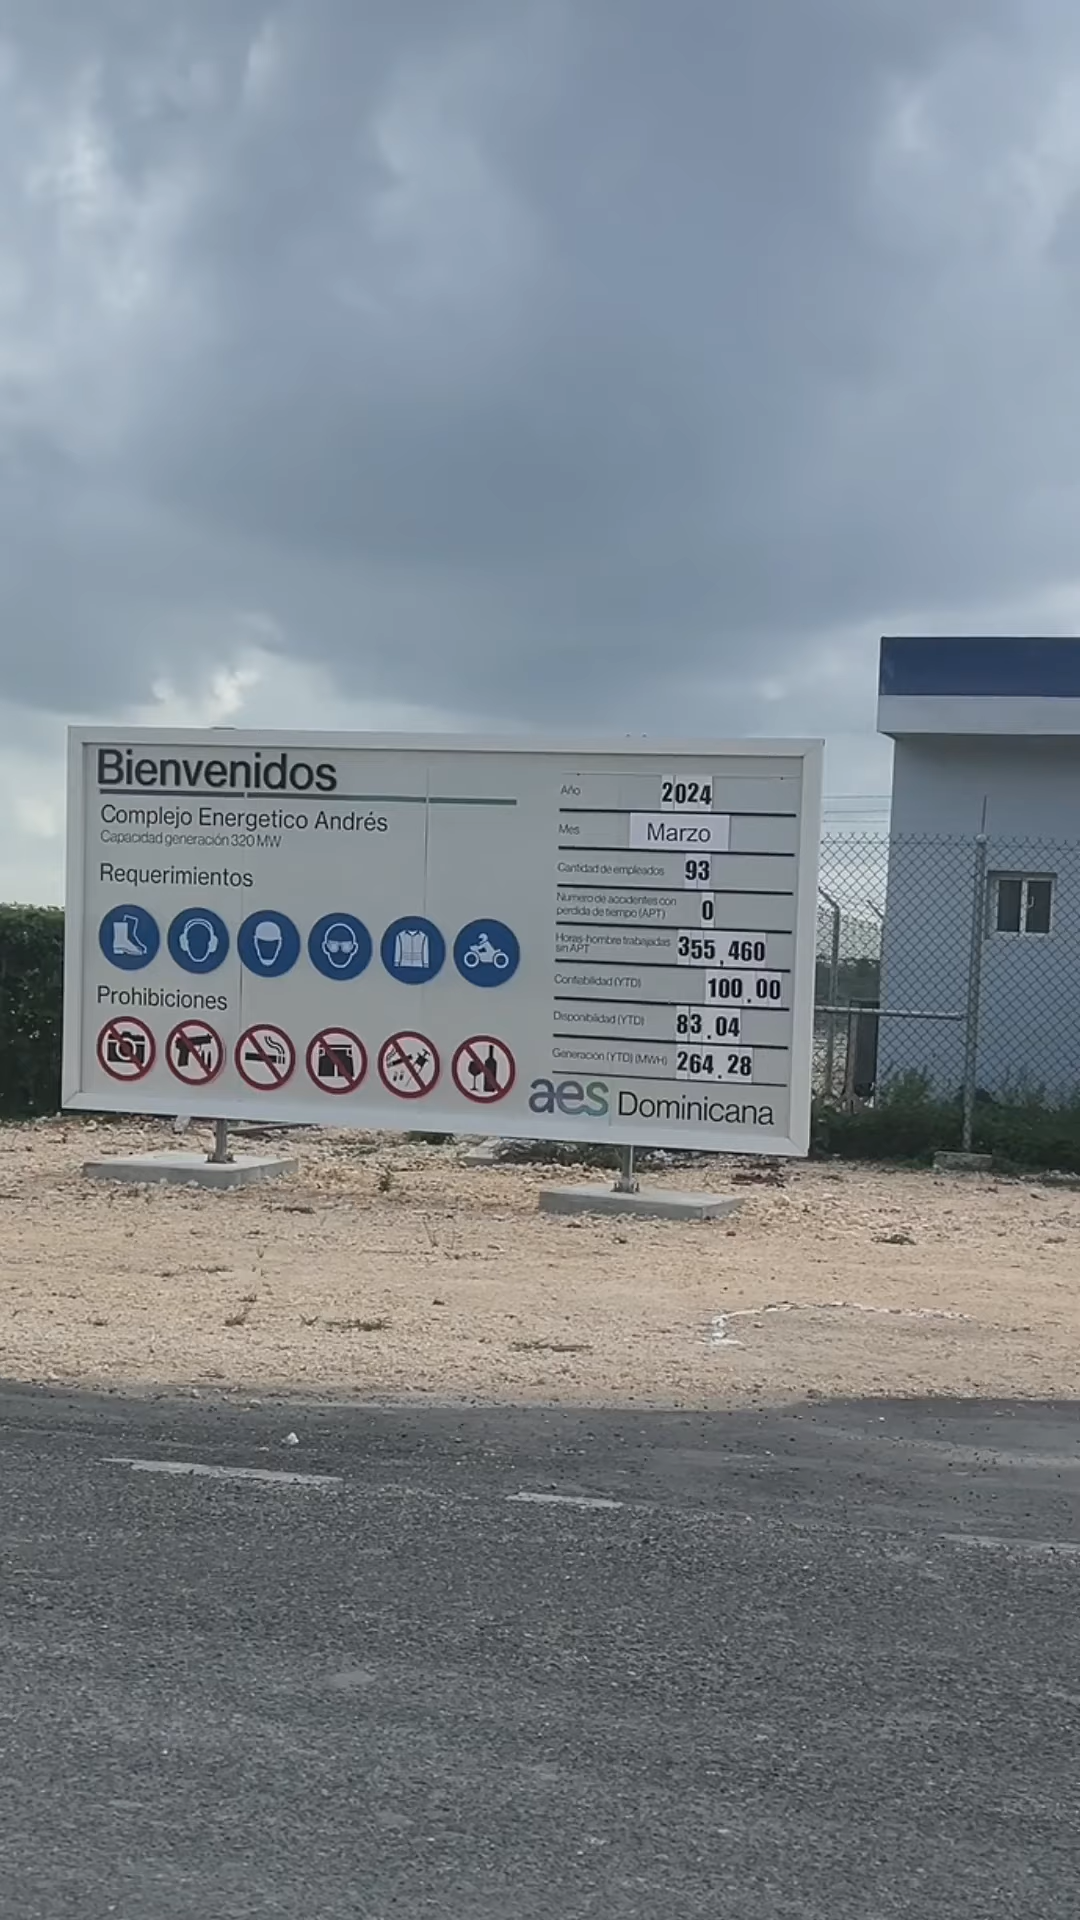 Bienvenidos
Complejo Energetico Andrés
Capacidad generación 320 MW
Requerimientos
Prohibiciones
Año 2024
Mes Marzo
Cantidad de empleados 93
Numero de accidentes con
perdida de tiempo (APT) 0
Horas-hombre trabajadas
sin APT 355,460
Confiabilidad (YTD) 100.00
Disponibilidad (YTD) 83.04
Generación (YTD) (MWH) 264.28
aes Dominicana